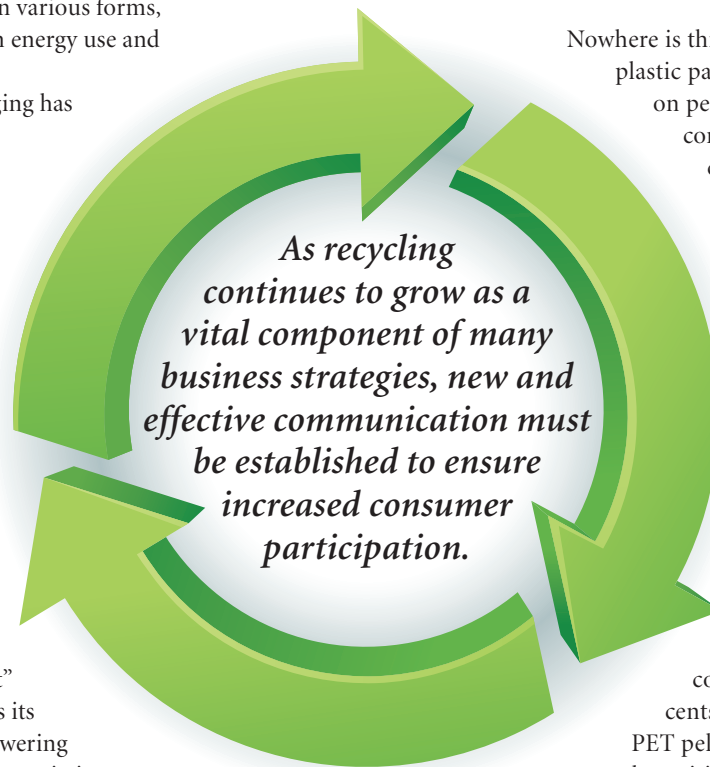 n various forms,
n energy use and
ging has
Nowhere is thi
plastic pa
on pe
cor
As recycling
continues to grow as a
vital component of many
business strategies, new and
effective communication must
be established to ensure
increased consumer
participation.
t”
s its
wering
co
cents
PET pel